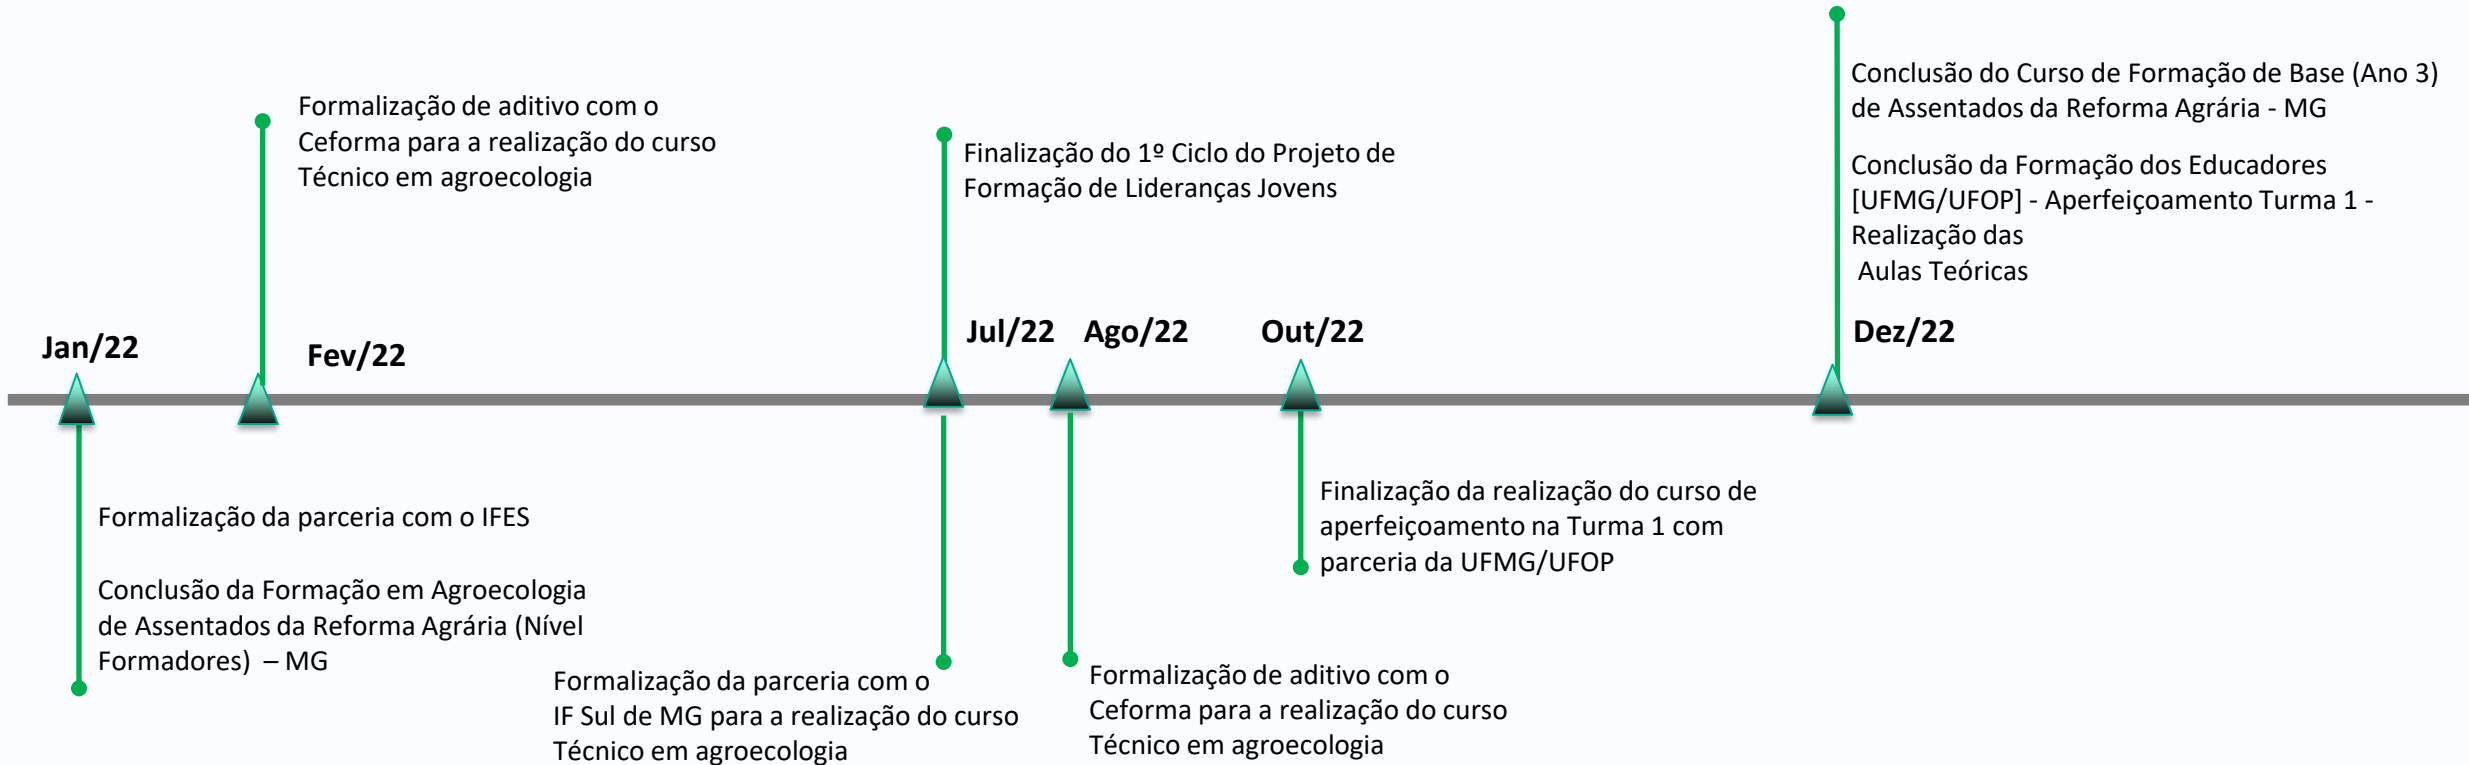 Jan/22
Formalização da parceria com o IFES
Conclusão da Formação em Agroecologia
de Assentados da Reforma Agrária (Nível
Formadores)  – MG
Formalização de aditivo com o
Ceforma para a realização do curso
Técnico em agroecologia
Fev/22
Finalização do 1º Ciclo do Projeto de
Formação de Lideranças Jovens
Jul/22
Formalização da parceria com o
IF Sul de MG para a realização do curso
Técnico em agroecologia
Ago/22
Formalização de aditivo com o
Ceforma para a realização do curso
Técnico em agroecologia
Out/22
Finalização da realização do curso de
aperfeiçoamento na Turma 1 com
parceria da UFMG/UFOP
Conclusão do Curso de Formação de Base (Ano 3)
de Assentados da Reforma Agrária - MG
Conclusão da Formação dos Educadores
[UFMG/UFOP] - Aperfeiçoamento Turma 1 -
Realização das
Aulas Teóricas
Dez/22